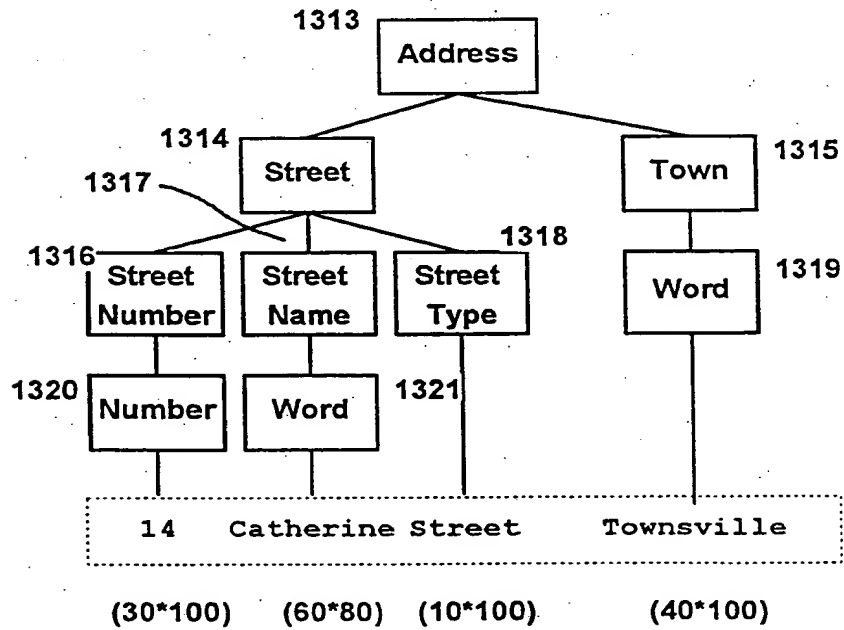 1313
Address
1314
Street
Town
1315
1317
1316
Street
Number
Street
Name
1318
Street
Type
Word
1319
1320
Number
Word
1321
14 Catherine Street Townsville
(30*100) (60*80) (10*100) (40*100)